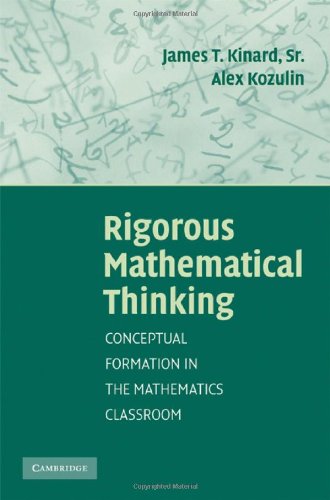 James T. Kinard, Sr.
Alex Kozulin
Rigorous
Mathematical
Thinking
CONCEPTUAL
FORMATION IN
THE MATHEMATICS
CLASSROOM
CAMBRIDGE